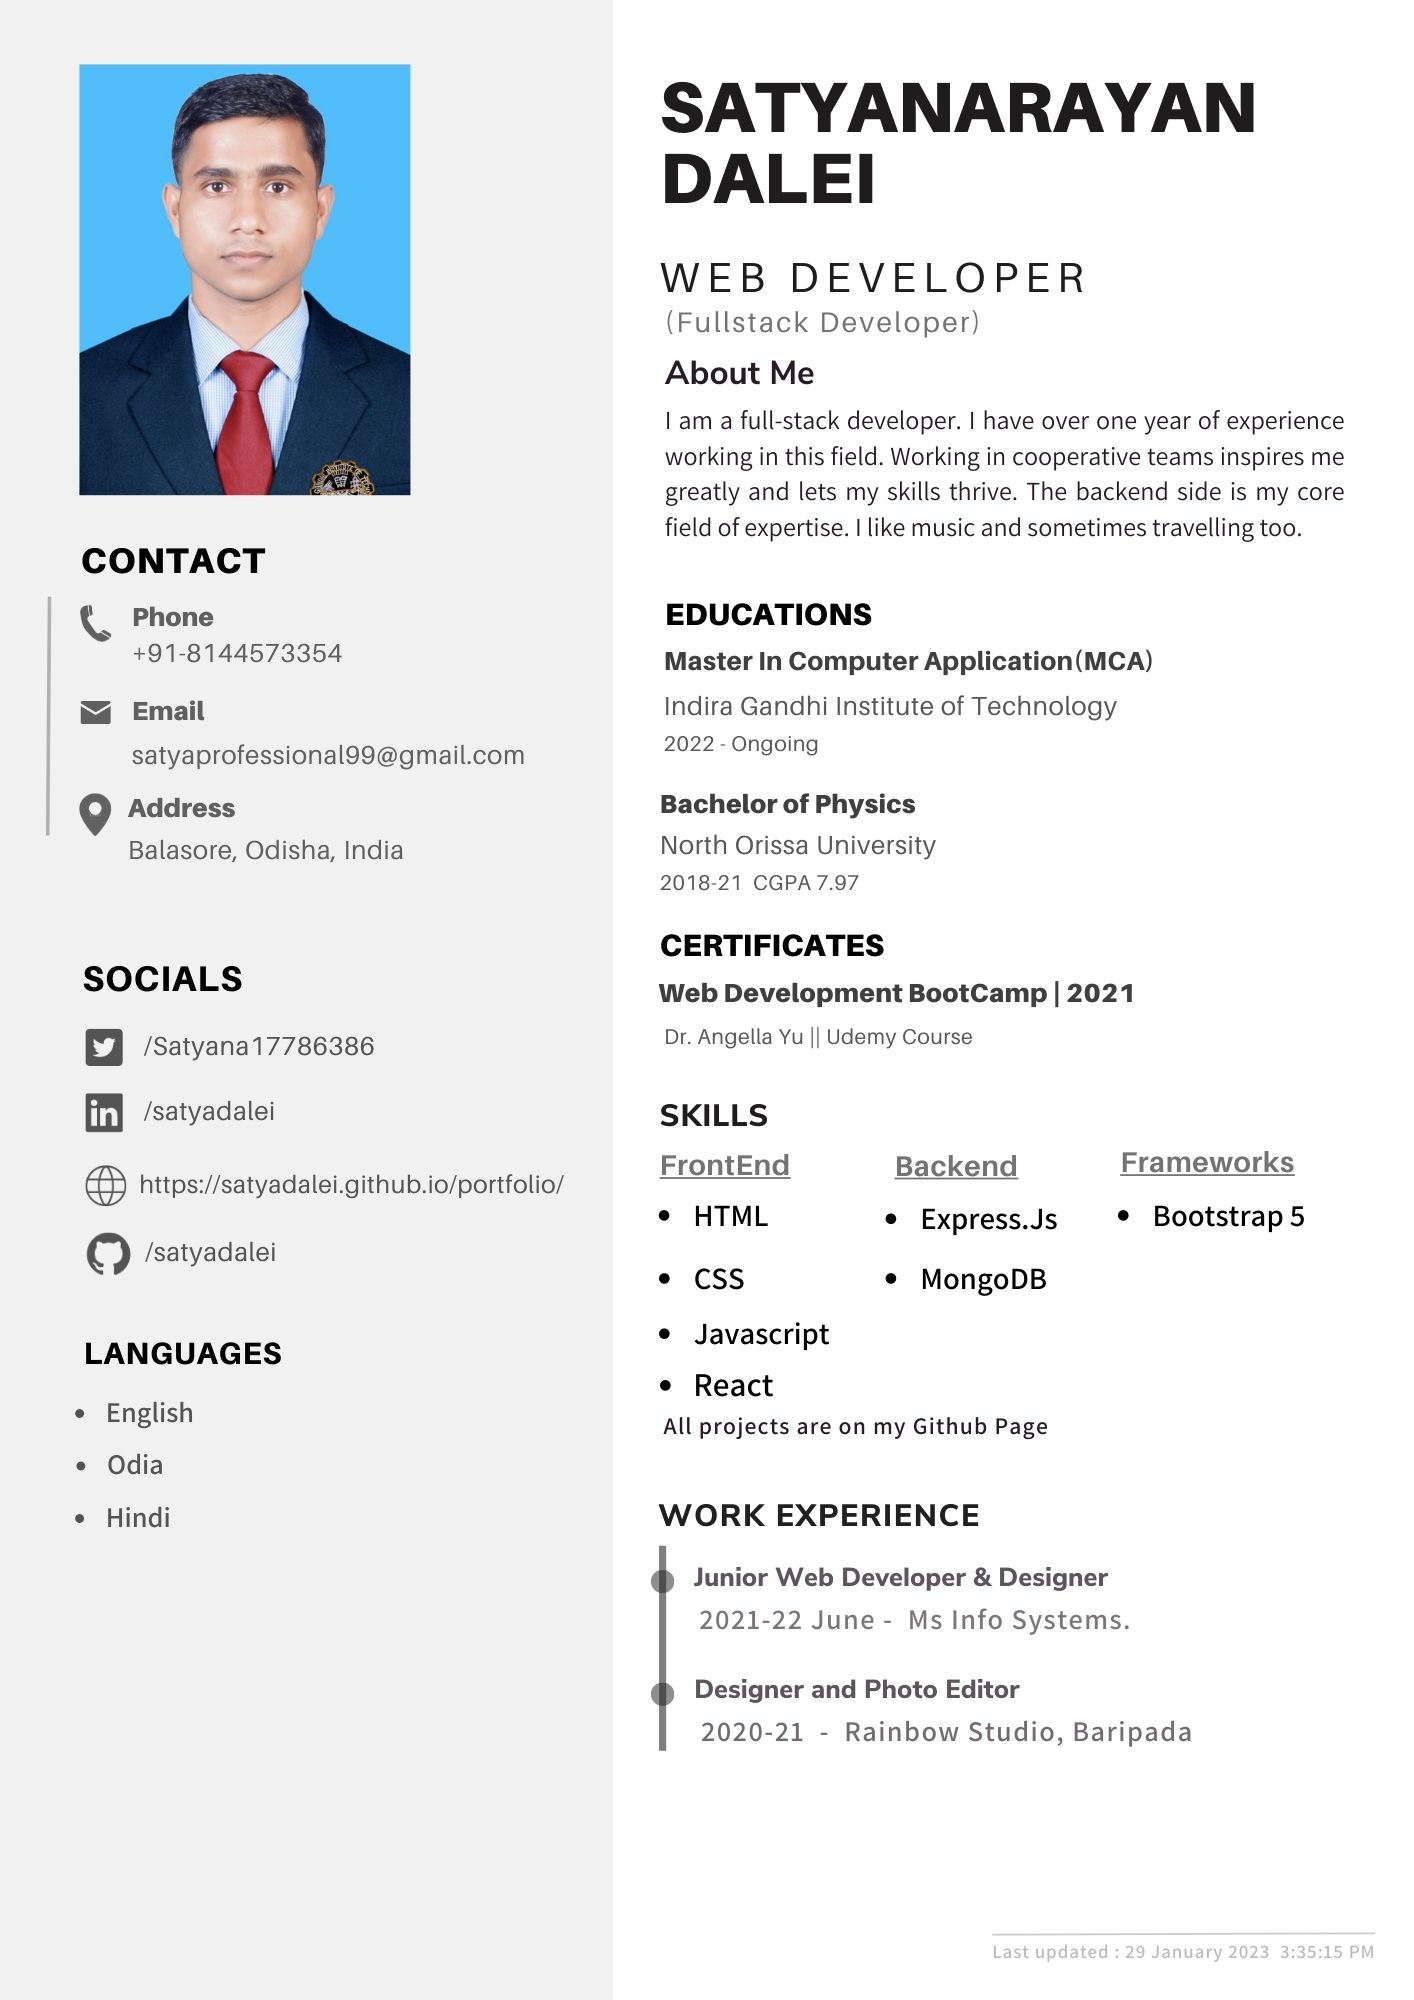 SATYANARAYAN
DALEI
WEB DEVELOPER
(Fullstack Developer)
About Me
I am a full-stack developer. I have over one year of experience
working in this field. Working in cooperative teams inspires me
greatly and lets my skills thrive. The backend side is my core
field of expertise. I like music and sometimes travelling too.
CONTACT
Phone
+91-8144573354
Email
satyaprofessional99@gmail.com
Address
Balasore, Odisha, India
SOCIALS
/Satyana17786386
/satyadalei
https://satyadalei.github.io/portfolio/
/satyadalei
LANGUAGES
• English
• Odia
• Hindi
EDUCATIONS
Master In Computer Application(MCA)
Indira Gandhi Institute of Technology
2022 - Ongoing
Bachelor of Physics
North Orissa University
2018-21 CGPA 7.97
CERTIFICATES
Web Development BootCamp | 2021
Dr. Angella Yu || Udemy Course
SKILLS
FrontEnd
• HTML
• CSS
• Javascript
• React
Backend
• Express.Js
• MongoDB
Frameworks
• Bootstrap 5
All projects are on my Github Page
WORK EXPERIENCE
Junior Web Developer & Designer
2021-22 June - Ms Info Systems.
Designer and Photo Editor
2020-21 - Rainbow Studio, Baripada
Last updated : 29 January 2023 3:35:15 PM